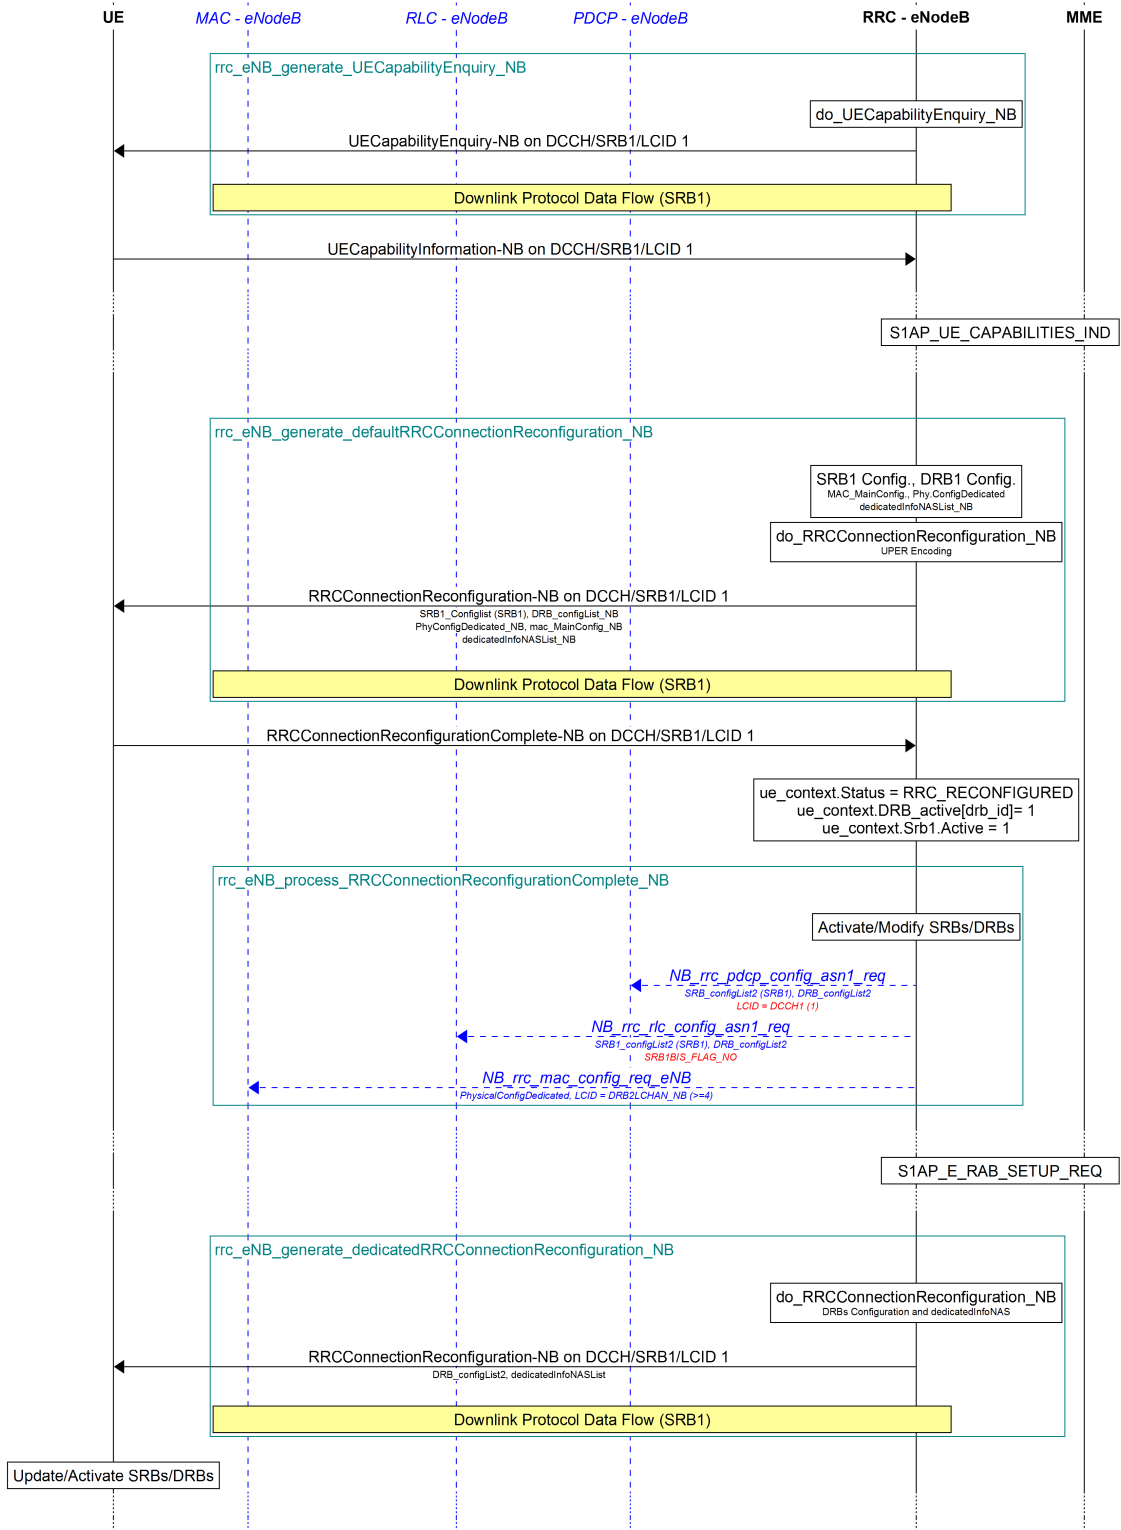 UE
MAC - eNodeB
RLC - eNodeB
PDCP - eNodeB
RRC - eNodeB
MME
rrc_eNB_generate_UECapabilityEnquiry_NB
do_UECapabilityEnquiry_NB
UECapabilityEnquiry-NB on DCCH/SRB1/LCID 1
Downlink Protocol Data Flow (SRB1)
UECapabilityInformation-NB on DCCH/SRB1/LCID 1
S1AP_UE_CAPABILITIES_IND
rrc_eNB_generate_defaultRRCConnectionReconfiguration_NB
SRB1 Config., DRB1 Config.
MAC_MainConfig., Phy.ConfigDedicated
dedicatedInfoNASList_NB
do_RRCConnectionReconfiguration_NB
UPER Encoding
RRCConnectionReconfiguration-NB on DCCH/SRB1/LCID 1
SRB1_Configlist (SRB1), DRB_configList_NB
PhyConfigDedicated_NB, mac_MainConfig_NB
dedicatedInfoNASList_NB
Downlink Protocol Data Flow (SRB1)
RRCConnectionReconfigurationComplete-NB on DCCH/SRB1/LCID 1
ue_context.Status = RRC_RECONFIGURED
ue_context.DRB_active[drb_id]= 1
ue_context.Srb1.Active = 1
rrc_eNB_process_RRCConnectionReconfigurationComplete_NB
Activate/Modify SRBs/DRBs
NB_rrc_pdcp_config_asn1_req
SRB_configList2 (SRB1), DRB_configList2
LCID = DCCH1 (1)
NB_rrc_rlc_config_asn1_req
SRB1_configList2 (SRB1), DRB_configList2
SRB1BIS_FLAG_NO
NB_rrc_mac_config_req_eNB
PhysicalConfigDedicated, LCID = DRB2LCHAN_NB (>=4)
S1AP_E_RAB_SETUP_REQ
rrc_eNB_generate_dedicatedRRCConnectionReconfiguration_NB
do_RRCConnectionReconfiguration_NB
DRBs Configuration and dedicatedInfoNAS
RRCConnectionReconfiguration-NB on DCCH/SRB1/LCID 1
DRB_configList2, dedicatedInfoNASList
Downlink Protocol Data Flow (SRB1)
Update/Activate SRBs/DRBs